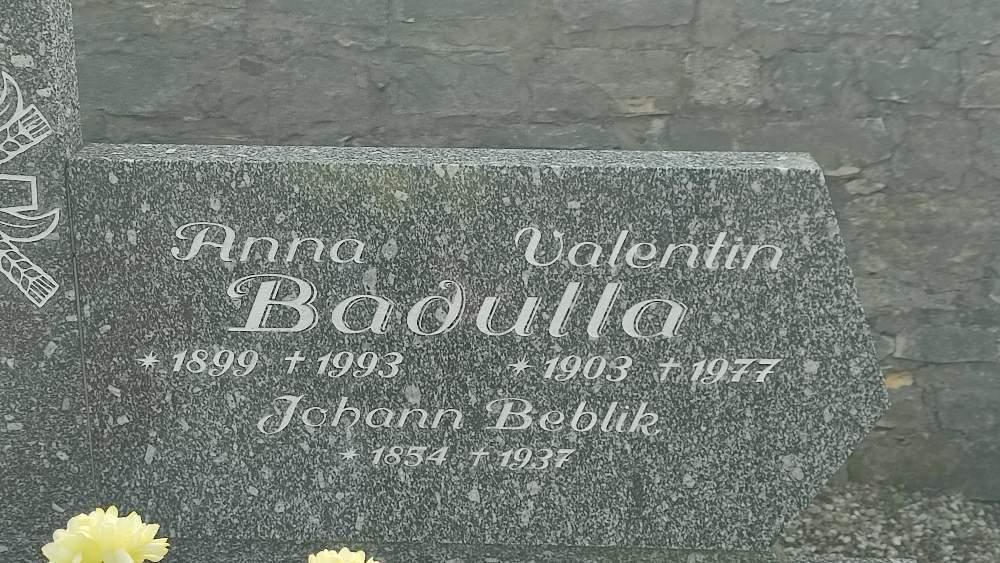 Anna Valentin
Badulla
* 1899 † 1993 * 1903 † 1977
Johann Beblik
* 1854 † 1937